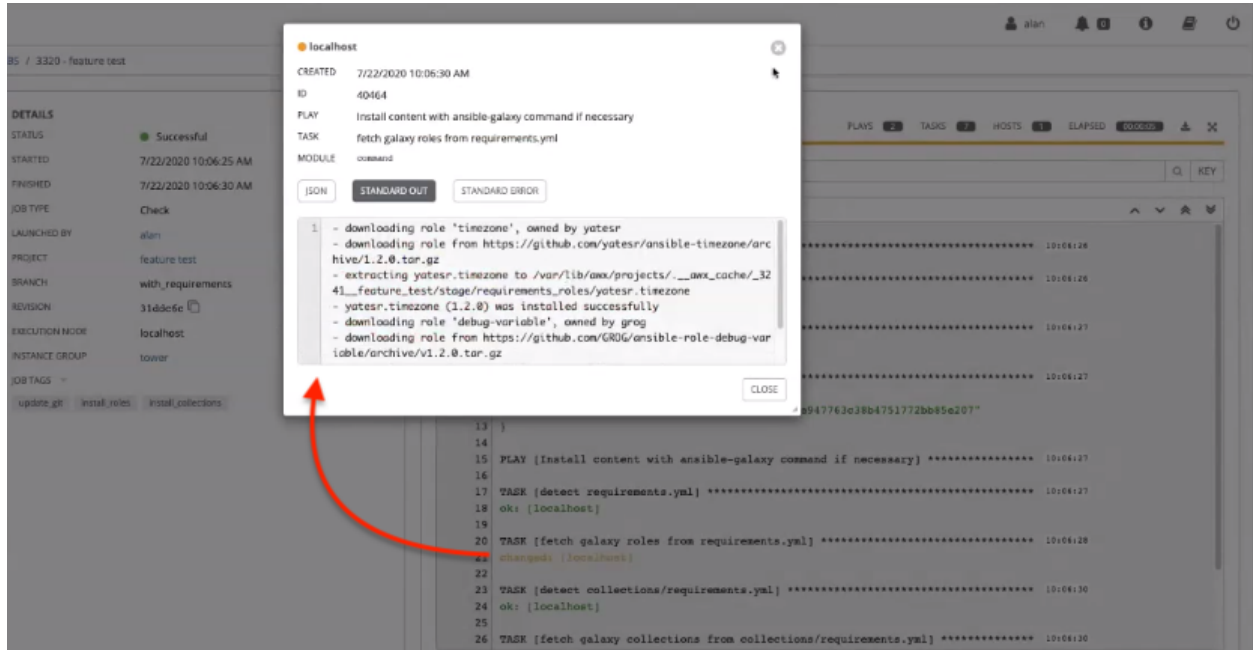 alan 0
BS / 3320 - feature test
localhost
CREATED 7/22/2020 10:06:30 AM
ID 40464
PLAY Install content with ansible-galaxy command if necessary
TASK fetch galaxy roles from requirements.yml
MODULE command
JSON STANDARD OUT STANDARD ERROR
1 - downloading role 'timezone', owned by yatesr
- downloading role from https://github.com/yatesr/ansible-timezone/arc
hive/1.2.0.tar.gz
- extracting yatesr.timezone to /var/lib/awx/projects/.__awx_cache/_32
41__feature_test/stage/requirements_roles/yatesr.timezone
- yatesr.timezone (1.2.0) was installed successfully
- downloading role 'debug-variable', owned by grog
- downloading role from https://github.com/GROG/ansible-role-debug-var
iable/archive/v1.2.0.tar.gz
CLOSE
DETAILS
STATUS Successful
STARTED 7/22/2020 10:06:25 AM
FINISHED 7/22/2020 10:06:30 AM
JOB TYPE Check
LAUNCHED BY alan
PROJECT feature test
BRANCH with_requirements
REVISION
EXECUTION NODE localhost
INSTANCE GROUP tower
JOB TAGS
update_git install_roles install_collections
PLAYS 2 TASKS 7 HOSTS 1 ELAPSED 00:00:05
KEY
******************************** 10:06:26
******************************** 10:06:26
******************************** 10:06:27
******************************** 10:06:27
13 }
14
15 PLAY [Install content with ansible-galaxy command if necessary] **************** 10:06:27
16
17 TASK [detect requirements.yml] ************************************************* 10:06:27
18 ok: [localhost]
19
20 TASK [fetch galaxy roles from requirements.yml] ******************************** 10:06:28
21 changed: [localhost]
22
23 TASK [detect collections/requirements.yml] ************************************* 10:06:30
24 ok: [localhost]
25
26 TASK [fetch galaxy collections from collections/requirements.yml] ************** 10:06:30